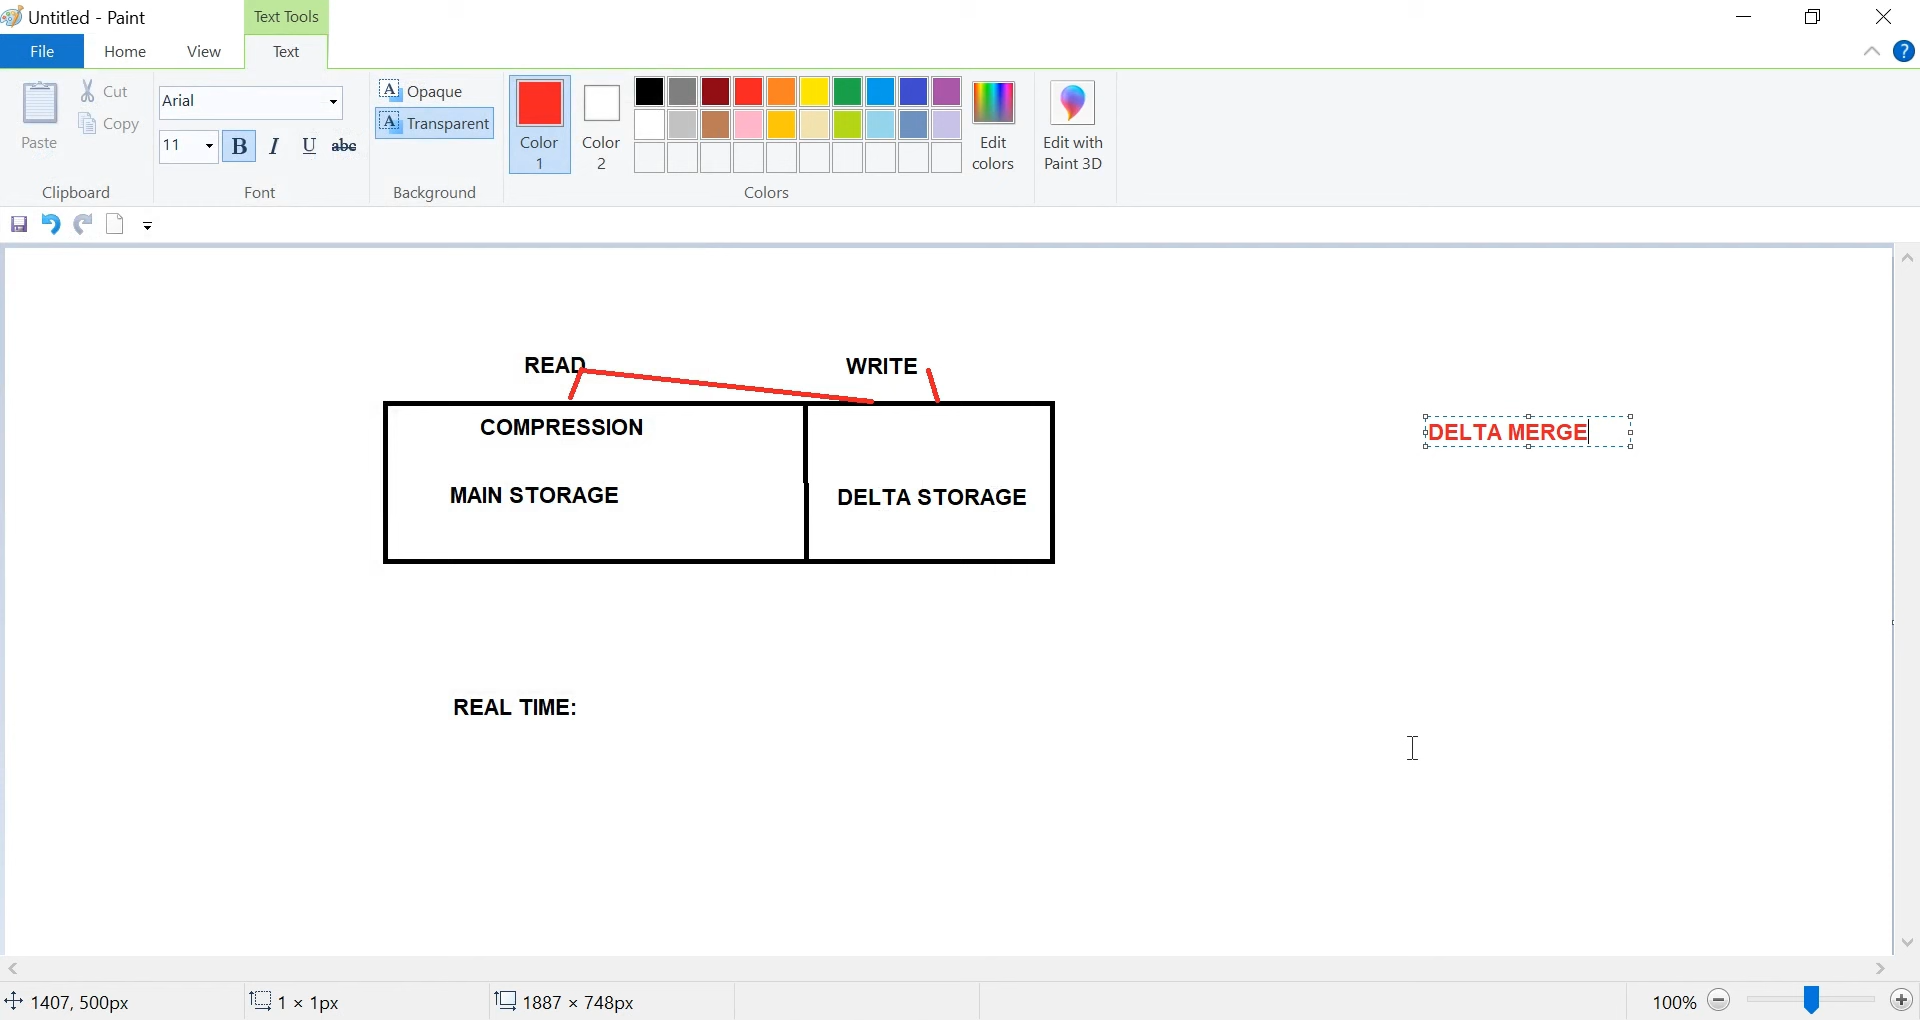 Untitled - Paint
Text Tools
File
Home
View
Text
?
Paste
Cut
Copy
Clipboard
Arial
11
B
I
U
abc
Font
A Opaque
A Transparent
Background
Color 1
Color 2
Colors
Edit colors
Edit with Paint 3D
READ
WRITE
COMPRESSION
DELTA MERGE
MAIN STORAGE
DELTA STORAGE
REAL TIME:
1407, 500px
1 × 1px
1887 × 748px
100%